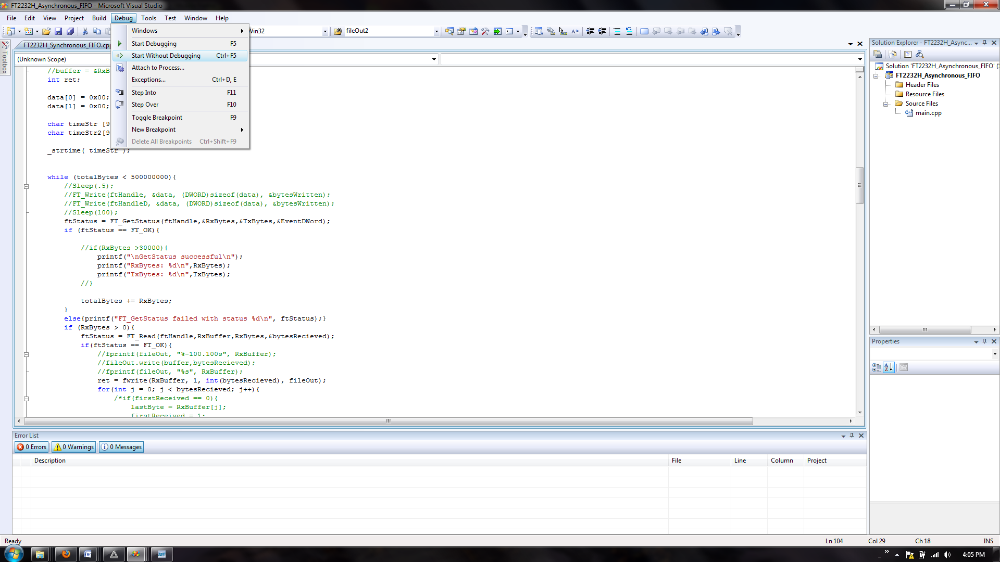 FT2232H_Asynchronous_FIFO - Microsoft Visual Studio
File Edit View Project Build Debug Tools Test Window Help
Win32 fileOut2
Windows
Start Debugging F5
Start Without Debugging Ctrl+F5
Attach to Process...
Exceptions... Ctrl+D, E
Step Into F11
Step Over F10
Toggle Breakpoint F9
New Breakpoint
Delete All Breakpoints Ctrl+Shift+F9
Toolbox
FT2232H_Synchronous_FIFO.cpp
(Unknown Scope)
//buffer = &RxB
int ret;
data[0] = 0x00;
data[1] = 0x00;
char timeStr [9
char timeStr2[9
_strtime( timeStr );
while (totalBytes < 500000000){
//Sleep(.5);
//FT_Write(ftHandle, &data, (DWORD)sizeof(data), &bytesWritten);
//FT_Write(ftHandleD, &data, (DWORD)sizeof(data), &bytesWritten);
//Sleep(100);
ftStatus = FT_GetStatus(ftHandle,&RxBytes,&TxBytes,&EventDWord);
if (ftStatus == FT_OK){
//if(RxBytes >30000){
printf("\nGetStatus successful\n");
printf("RxBytes: %d\n",RxBytes);
printf("TxBytes: %d\n",TxBytes);
//}
totalBytes += RxBytes;
}
else{printf("FT_GetStatus failed with status %d\n", ftStatus);}
if (RxBytes > 0){
ftStatus = FT_Read(ftHandle,RxBuffer,RxBytes,&bytesRecieved);
if(ftStatus == FT_OK){
//fprintf(fileOut, "%-100.100s", RxBuffer);
//fileOut.write(buffer,bytesRecieved);
//fprintf(fileOut, "%s", RxBuffer);
ret = fwrite(RxBuffer, 1, int(bytesRecieved), fileOut);
for(int j = 0; j < bytesRecieved; j++){
/*if(firstReceived == 0){
lastByte = RxBuffer[j];
firstReceived = 1;
Solution Explorer - FT2232H_Async...
Solution 'FT2232H_Asynchronous_FIFO' (
FT2232H_Asynchronous_FIFO
Header Files
Resource Files
Source Files
main.cpp
Properties
Error List
0 Errors 0 Warnings 0 Messages
Description File Line Column Project
Ready Ln 104 Col 29 Ch 18 INS
4:05 PM